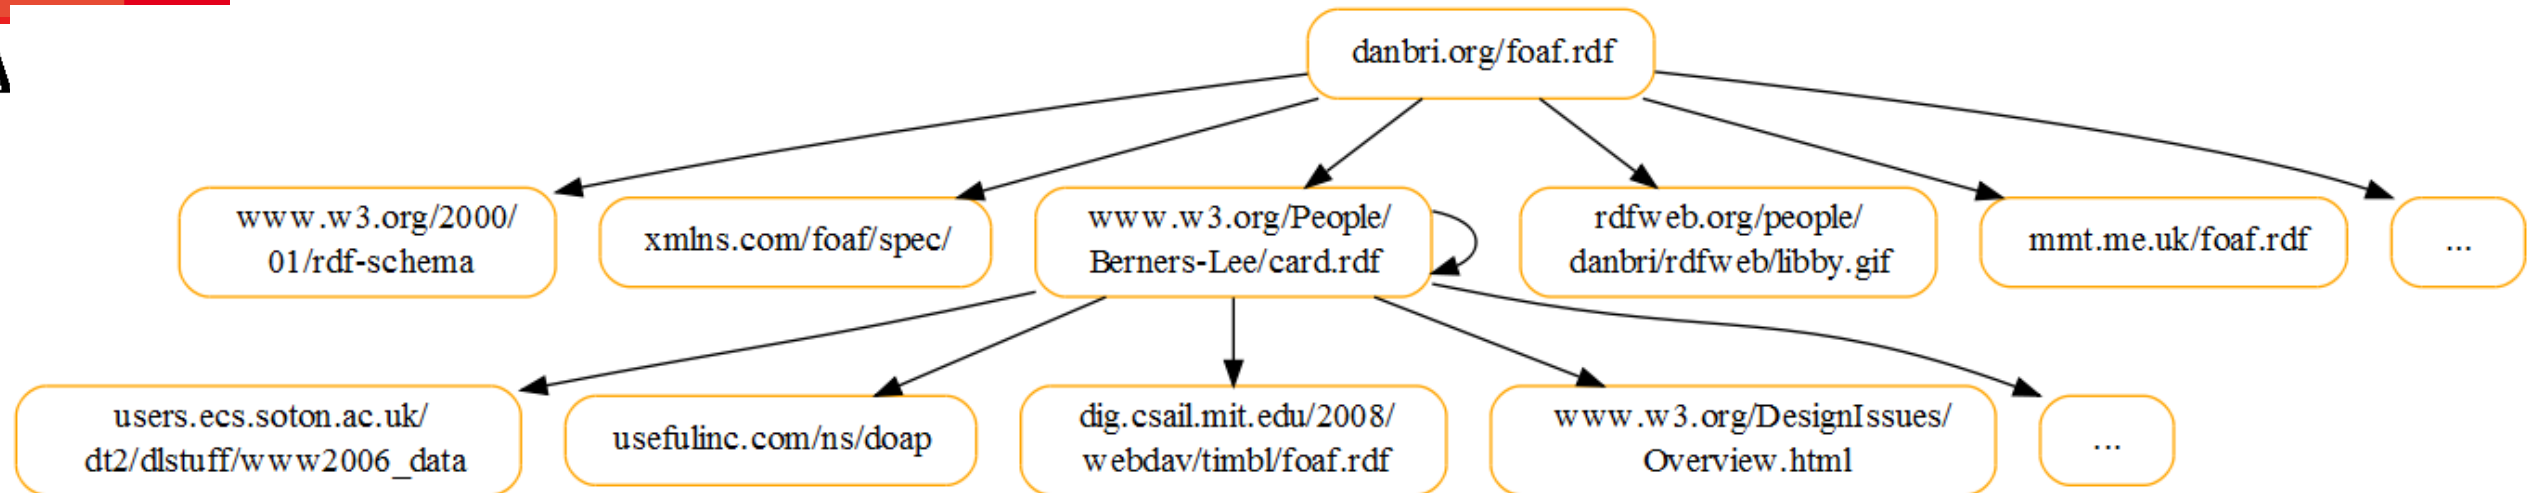 danbri.org/foaf.rdf
www.w3.org/2000/
01/rdf-schema
xmlns.com/foaf/spec/
www.w3.org/People/
Berners-Lee/card.rdf
rdfweb.org/people/
danbri/rdfweb/libby.gif
mmt.me.uk/foaf.rdf
...
users.ecs.soton.ac.uk/
dt2/dlstuff/www2006_data
usefulinc.com/ns/doap
dig.csail.mit.edu/2008/
webdav/timbl/foaf.rdf
www.w3.org/DesignIssues/
Overview.html
...